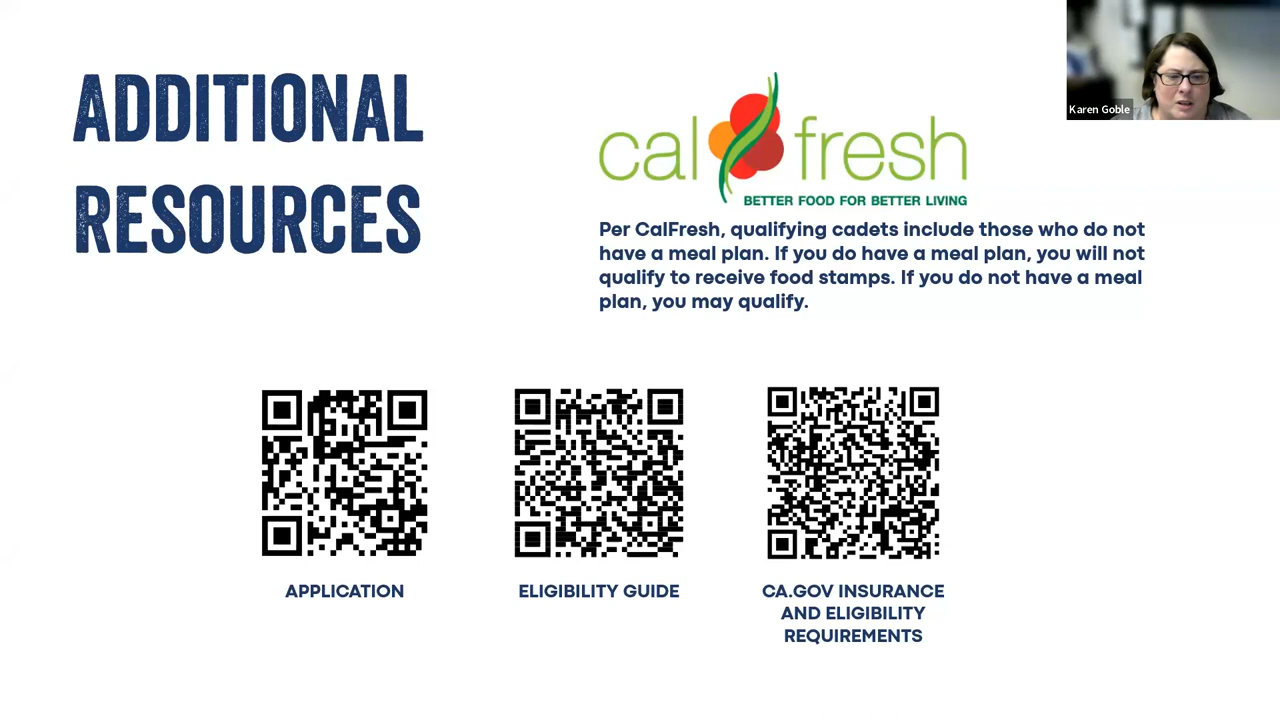 ADDITIONAL
RESOURCES
cal fresh
BETTER FOOD FOR BETTER LIVING
Karen Goble
Per CalFresh, qualifying cadets include those who do not
have a meal plan. If you do have a meal plan, you will not
qualify to receive food stamps. If you do not have a meal
plan, you may qualify.
APPLICATION
ELIGIBILITY GUIDE
CA.GOV INSURANCE
AND ELIGIBILITY
REQUIREMENTS